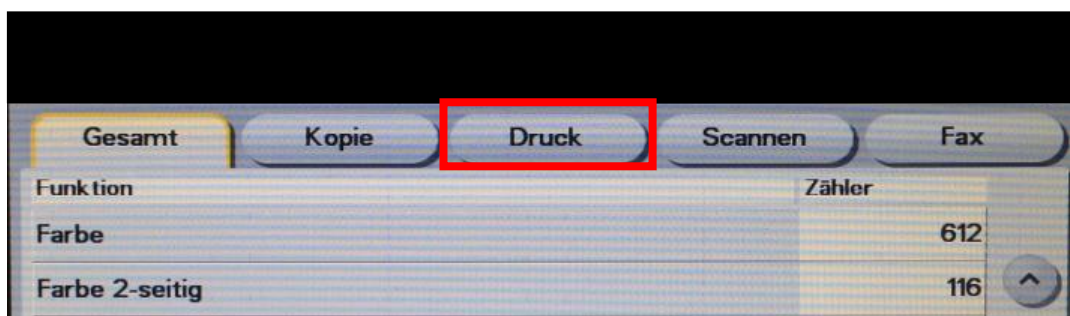 Gesamt Kopie Druck Scannen Fax
Funktion Zähler
Farbe 612
Farbe 2-seitig 116